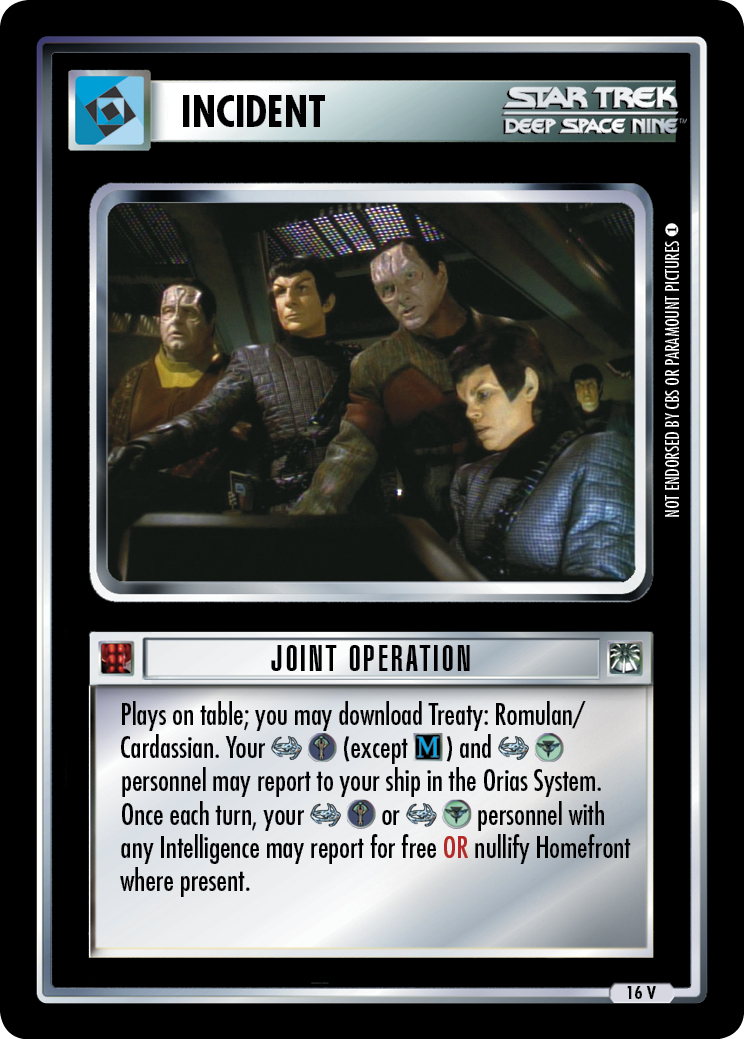 INCIDENT
STAR TREK
DEEP SPACE NINE™
NOT ENDORSED BY CBS OR PARAMOUNT PICTURES 1
JOINT OPERATION
Plays on table; you may download Treaty: Romulan/
Cardassian. Your (except M) and
personnel may report to your ship in the Orias System.
Once each turn, your or personnel with
any Intelligence may report for free OR nullify Homefront
where present.
16 V